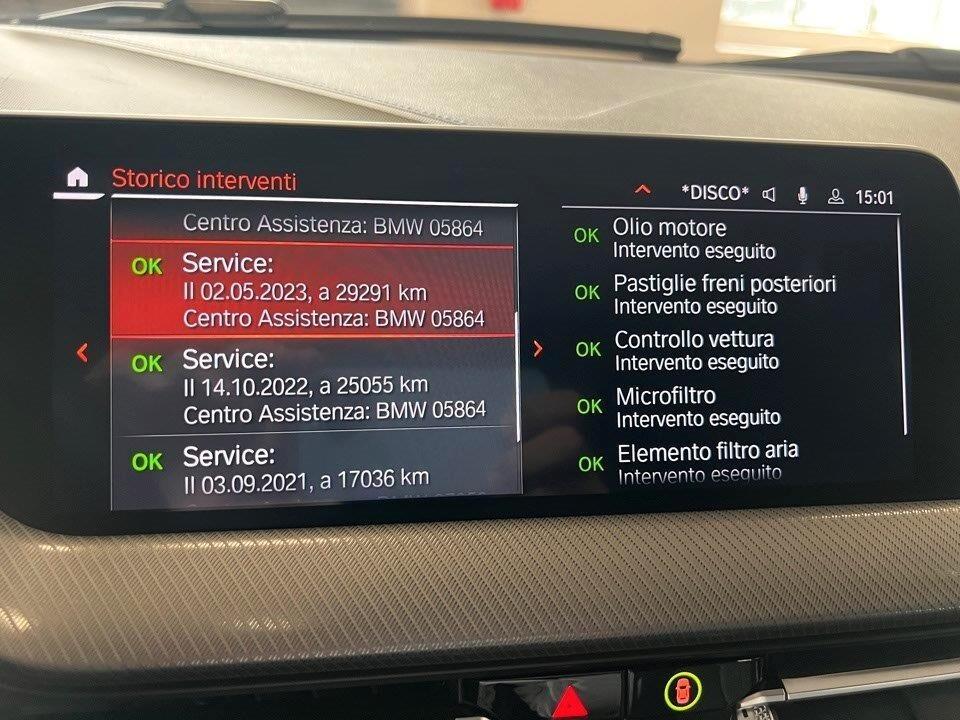 Storico interventi
*DISCO*
15:01
Centro Assistenza: BMW 05864
OK Service:
Il 02.05.2023, a 29291 km
Centro Assistenza: BMW 05864
OK Service:
Il 14.10.2022, a 25055 km
Centro Assistenza: BMW 05864
OK Service:
Il 03.09.2021, a 17036 km
OK Olio motore
Intervento eseguito
OK Pastiglie freni posteriori
Intervento eseguito
OK Controllo vettura
Intervento eseguito
OK Microfiltro
Intervento eseguito
OK Elemento filtro aria
Intervento eseguito